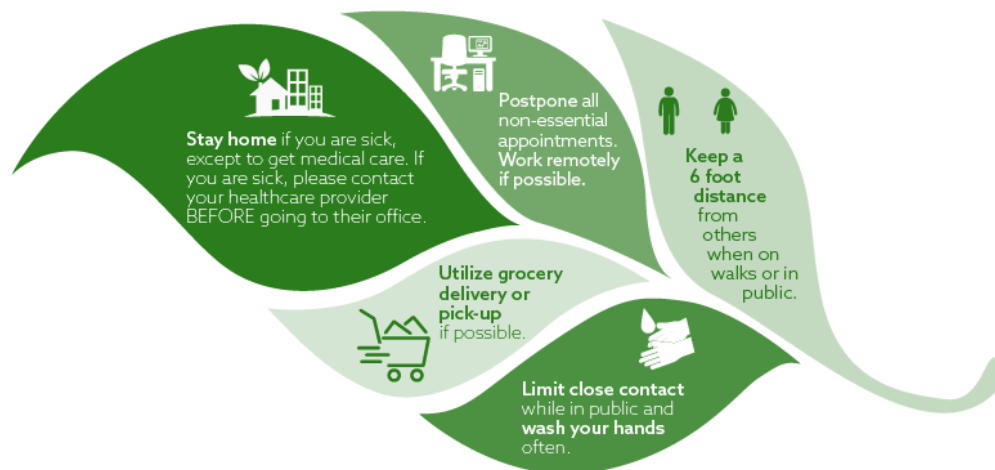 Stay home if you are sick,
except to get medical care. If
you are sick, please contact
your healthcare provider
BEFORE going to their office.
Postpone all
non-essential
appointments.
Work remotely
if possible.
Keep a
6 foot
distance
from
others
when on
walks or in
public.
Utilize grocery
delivery or
pick-up
if possible.
Limit close contact
while in public and
wash your hands
often.